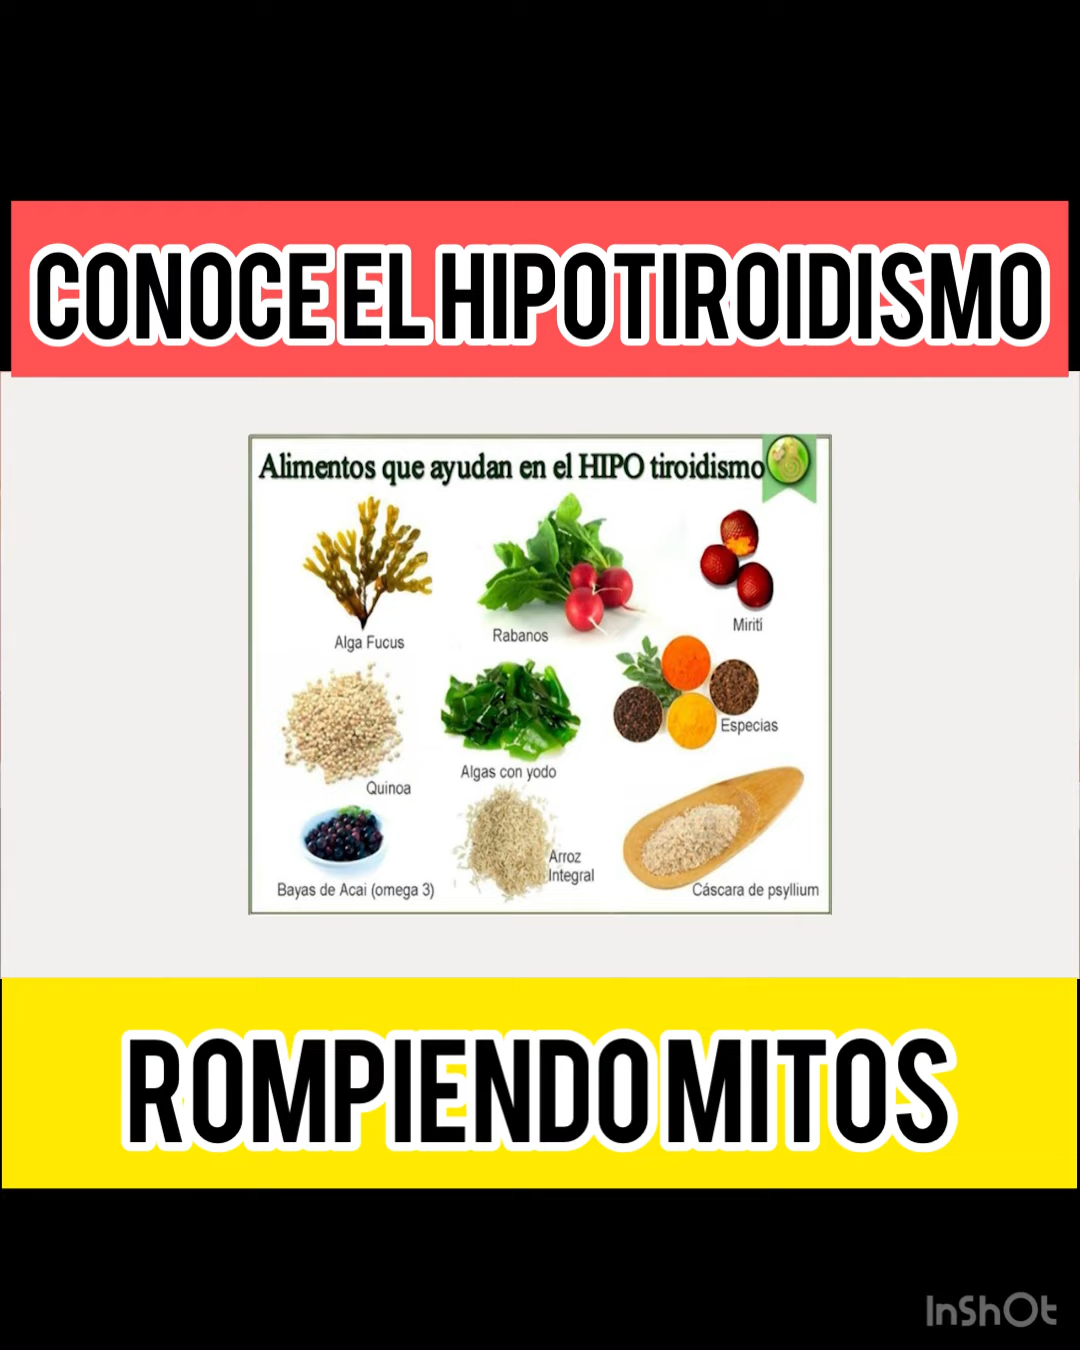 CONOCE EL HIPOTIROIDISMO
Alimentos que ayudan en el HIPO tiroidismo
Alga Fucus
Rabanos
Miriti
Quinoa
Algas con yodo
Especias
Bayas de Acai (omega 3)
Arroz
Integral
Cáscara de psyllium
ROMPIENDO MITOS
InShOt